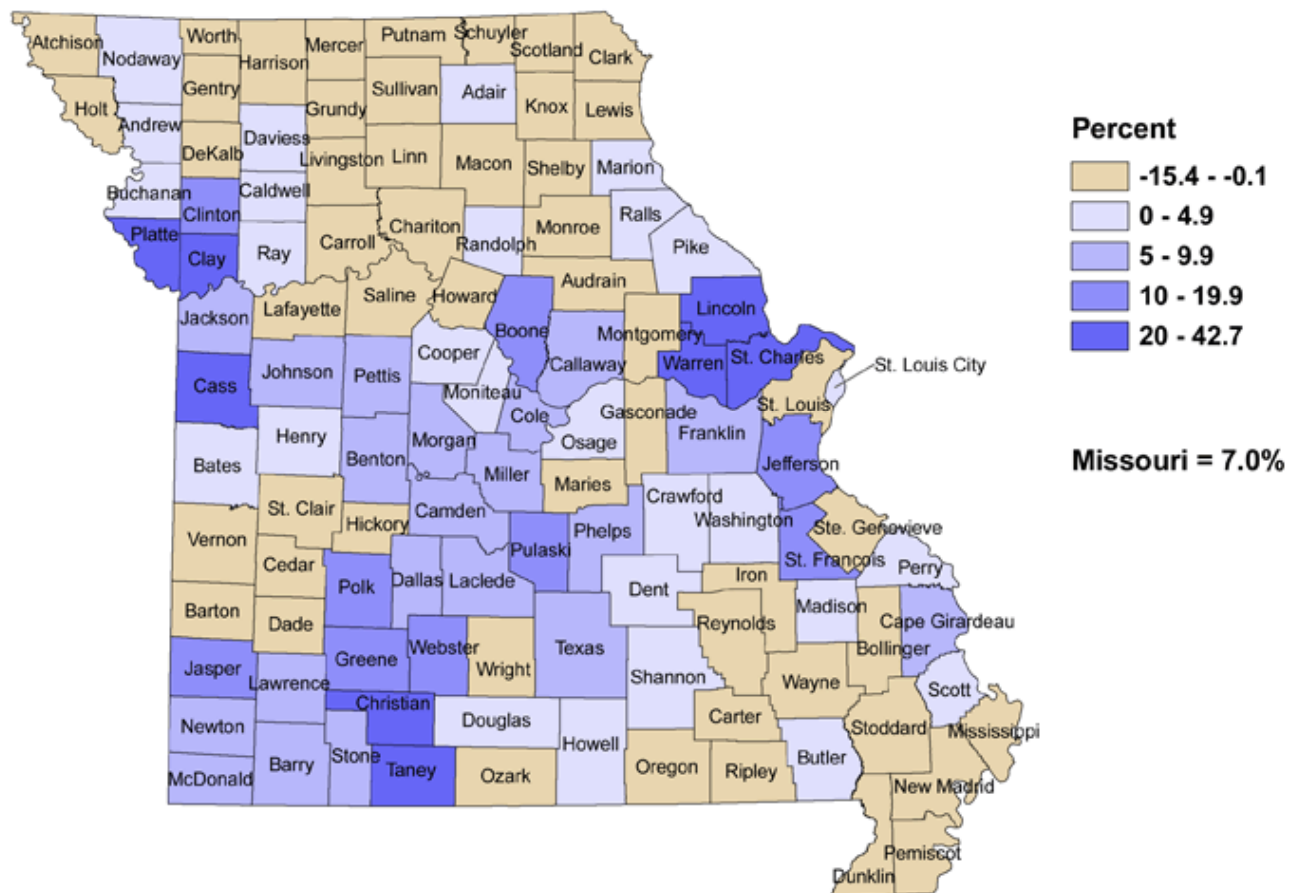 Atchison
Nodaway
Worth
Harrison
Mercer
Putnam
Schuyler
Scotland
Clark
Gentry
Sullivan
Adair
Holt
Grundy
Knox
Lewis
Andrew
Daviess
DeKalb
Livingston
Linn
Macon
Shelby
Marion
Buchanan
Clinton
Caldwell
Chariton
Randolph
Monroe
Ralls
Pike
Platte
Clay
Ray
Carroll
Audrain
Jackson
Lafayette
Saline
Howard
Boone
Callaway
Montgomery
Lincoln
Cooper
Warren
St. Charles
St. Louis City
Cass
Johnson
Pettis
Moniteau
Cole
Osage
Gasconade
Franklin
St. Louis
Bates
Henry
Benton
Morgan
Miller
Maries
Jefferson
Crawford
Washington
St. Clair
Hickory
Camden
Pulaski
Phelps
Ste. Genevieve
St. Francois
Perry
Vernon
Cedar
Polk
Dallas
Laclede
Dent
Iron
Madison
Barton
Dade
Reynolds
Cape Girardeau
Bollinger
Jasper
Lawrence
Greene
Webster
Wright
Texas
Shannon
Wayne
Scott
Christian
Newton
Douglas
Howell
Carter
Stoddard
Mississippi
McDonald
Barry
Stone
Taney
Ozark
Oregon
Ripley
Butler
New Madrid
Pemiscot
Dunklin
Percent
-15.4 - -0.1
0 - 4.9
5 - 9.9
10 - 19.9
20 - 42.7
Missouri = 7.0%